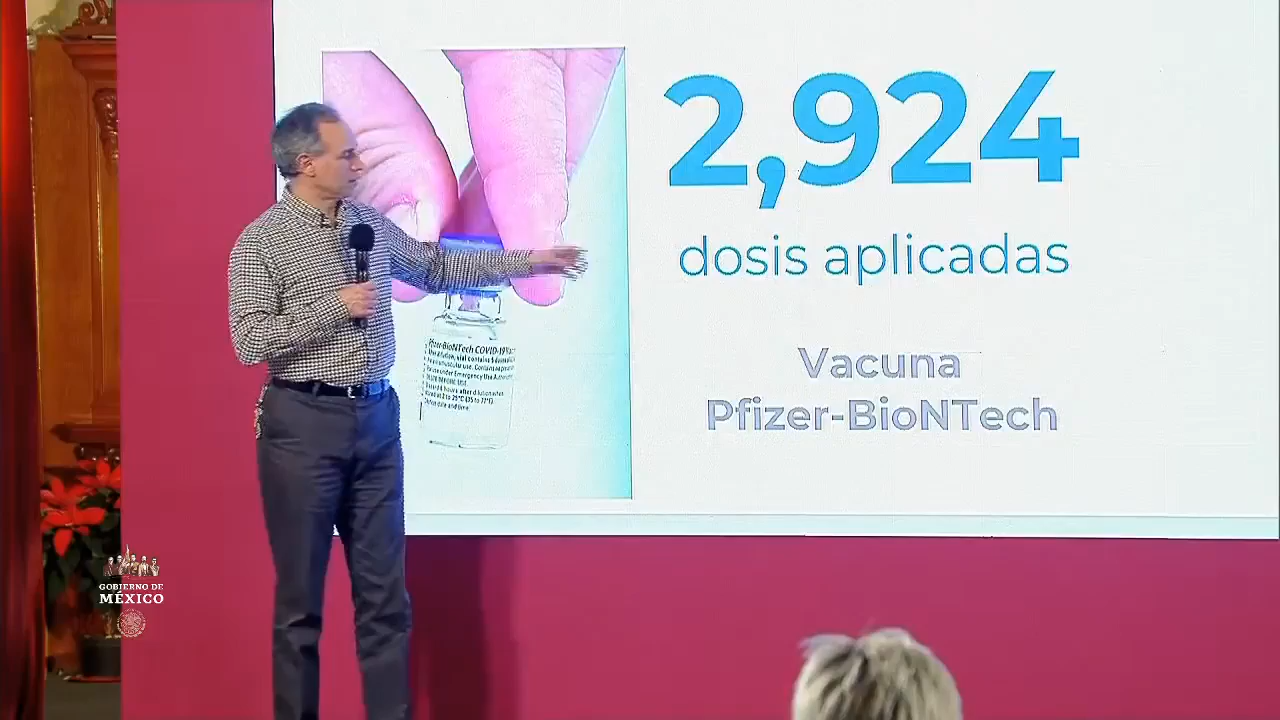 2,924
dosis aplicadas
Vacuna
Pfizer-BioNTech
Pfizer-BioNTech COVID-19
GOBIERNO DE
MÉXICO